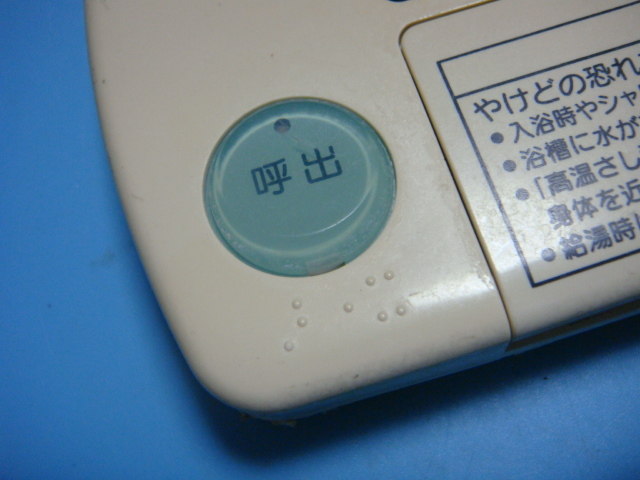 呼出
やけどの恐れ
●入浴時やシャ
●浴槽に水が
●「高温さし
身体を近
●給湯時